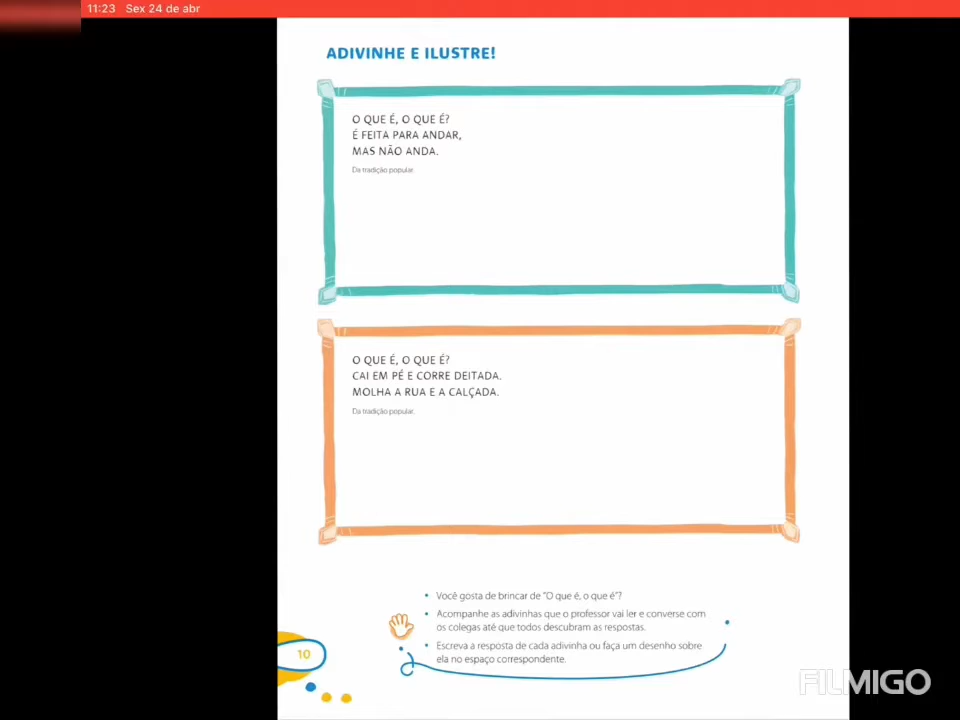 11:23 Sex 24 de abr
ADIVINHE E ILUSTRE!
O QUE É, O QUE É?
É FEITA PARA ANDAR,
MAS NÃO ANDA.
Da tradição popular.
O QUE É, O QUE É?
CAI EM PÉ E CORRE DEITADA.
MOLHA A RUA E A CALÇADA.
Da tradição popular.
• Você gosta de brincar de "O que é, o que é"?
• Acompanhe as adivinhas que o professor vai ler e converse com
os colegas até que todos descubram as respostas.
• Escreva a resposta de cada adivinha ou faça um desenho sobre
ela no espaço correspondente.
10
FILMIGO